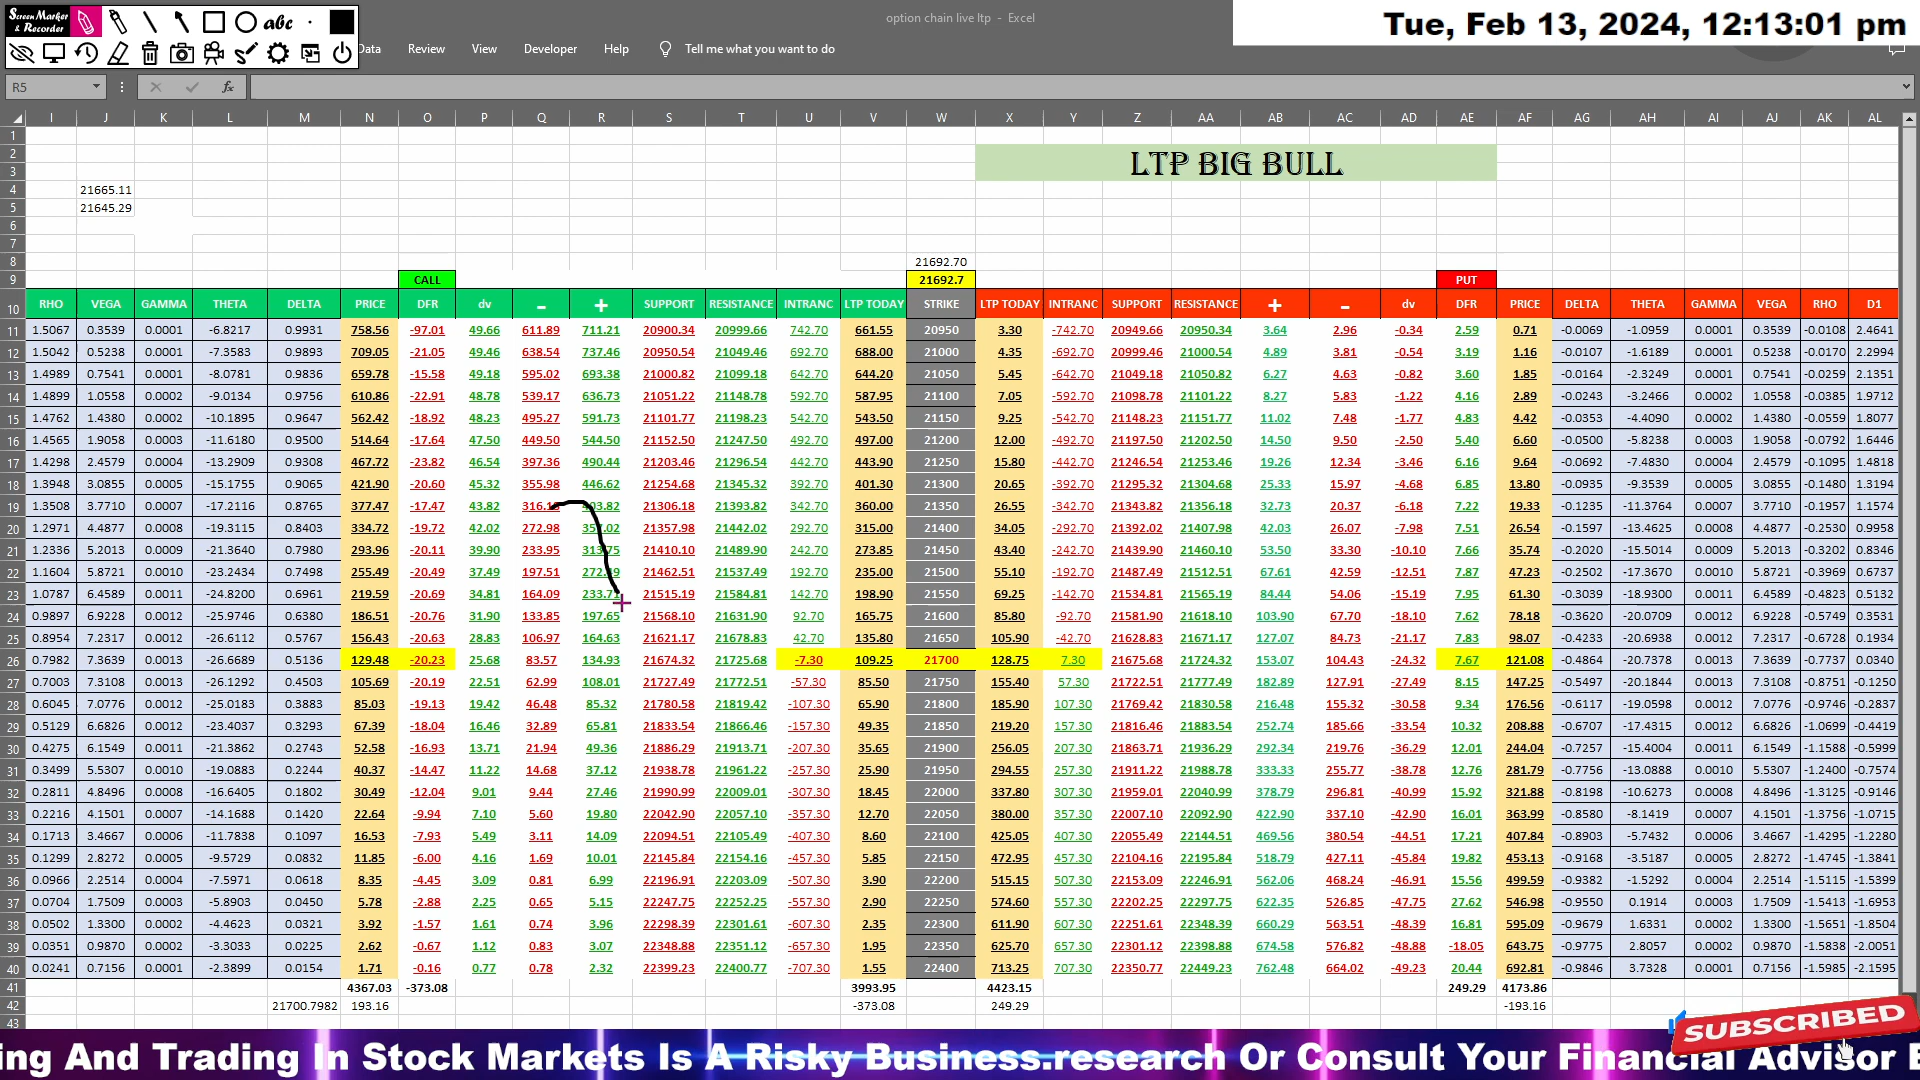 Screen Marker & Recorder
abc
option chain live ltp - Excel
Tue, Feb 13, 2024, 12:13:01 pm
Data Review View Developer Help Tell me what you want to do
R5 fx
I J K L M N O P Q R S T U V W X Y Z AA AB AC AD AE AF AG AH AI AJ AK AL
1
2 LTP BIG BULL
3
4 21665.11
5 21645.29
6
7
8 21692.70
9 CALL 21692.7 PUT
10 RHO VEGA GAMMA THETA DELTA PRICE DFR dv - + SUPPORT RESISTANCE INTRANC LTP TODAY STRIKE LTP TODAY INTRANC SUPPORT RESISTANCE + - dv DFR PRICE DELTA THETA GAMMA VEGA RHO D1
11 1.5067 0.3539 0.0001 -6.8217 0.9931 758.56 -97.01 49.66 611.89 711.21 20900.34 20999.66 742.70 661.55 20950 3.30 -742.70 20949.66 20950.34 3.64 2.96 -0.34 2.59 0.71 -0.0069 -1.0959 0.0001 0.3539 -0.0108 2.4641
12 1.5042 0.5238 0.0001 -7.3583 0.9893 709.05 -21.05 49.46 638.54 737.46 20950.54 21049.46 692.70 688.00 21000 4.35 -692.70 20999.46 21000.54 4.89 3.81 -0.54 3.19 1.16 -0.0107 -1.6189 0.0001 0.5238 -0.0170 2.2994
13 1.4989 0.7541 0.0001 -8.0781 0.9836 659.78 -15.58 49.18 595.02 693.38 21000.82 21099.18 642.70 644.20 21050 5.45 -642.70 21049.18 21050.82 6.27 4.63 -0.82 3.60 1.85 -0.0164 -2.3249 0.0001 0.7541 -0.0259 2.1351
14 1.4899 1.0558 0.0002 -9.0134 0.9756 610.86 -22.91 48.78 539.17 636.73 21051.22 21148.78 592.70 587.95 21100 7.05 -592.70 21098.78 21101.22 8.27 5.83 -1.22 4.16 2.89 -0.0243 -3.2466 0.0002 1.0558 -0.0385 1.9712
15 1.4762 1.4380 0.0002 -10.1895 0.9647 562.42 -18.92 48.23 495.27 591.73 21101.77 21198.23 542.70 543.50 21150 9.25 -542.70 21148.23 21151.77 11.02 7.48 -1.77 4.83 4.42 -0.0353 -4.4090 0.0002 1.4380 -0.0559 1.8077
16 1.4565 1.9058 0.0003 -11.6180 0.9500 514.64 -17.64 47.50 449.50 544.50 21152.50 21247.50 492.70 497.00 21200 12.00 -492.70 21197.50 21202.50 14.50 9.50 -2.50 5.40 6.60 -0.0500 -5.8238 0.0003 1.9058 -0.0792 1.6446
17 1.4298 2.4579 0.0004 -13.2909 0.9308 467.72 -23.82 46.54 397.36 490.44 21203.46 21296.54 442.70 443.90 21250 15.80 -442.70 21246.54 21253.46 19.26 12.34 -3.46 6.16 9.64 -0.0692 -7.4830 0.0004 2.4579 -0.1095 1.4818
18 1.3948 3.0855 0.0005 -15.1755 0.9065 421.90 -20.60 45.32 355.98 446.62 21254.68 21345.32 392.70 401.30 21300 20.65 -392.70 21295.32 21304.68 25.33 15.97 -4.68 6.85 13.80 -0.0935 -9.3539 0.0005 3.0855 -0.1480 1.3194
19 1.3508 3.7710 0.0007 -17.2116 0.8765 377.47 -17.47 43.82 21306.18 21393.82 342.70 360.00 21350 26.55 -342.70 21343.82 21356.18 32.73 20.37 -6.18 7.22 19.33 -0.1235 -11.3764 0.0007 3.7710 -0.1957 1.1574
20 1.2971 4.4877 0.0008 -19.3115 0.8403 334.72 -19.72 42.02 272.98 21357.98 21442.02 292.70 315.00 21400 34.05 -292.70 21392.02 21407.98 42.03 26.07 -7.98 7.51 26.54 -0.1597 -13.4625 0.0008 4.4877 -0.2530 0.9958
21 1.2336 5.2013 0.0009 -21.3640 0.7980 293.96 -20.11 39.90 233.95 21410.10 21489.90 242.70 273.85 21450 43.40 -242.70 21439.90 21460.10 53.50 33.30 -10.10 7.66 35.74 -0.2020 -15.5014 0.0009 5.2013 -0.3202 0.8346
22 1.1604 5.8721 0.0010 -23.2434 0.7498 255.49 -20.49 37.49 197.51 21462.51 21537.49 192.70 235.00 21500 55.10 -192.70 21487.49 21512.51 67.61 42.59 -12.51 7.87 47.23 -0.2502 -17.3670 0.0010 5.8721 -0.3969 0.6737
23 1.0787 6.4589 0.0011 -24.8200 0.6961 219.59 -20.69 34.81 164.09 21515.19 21584.81 142.70 198.90 21550 69.25 -142.70 21534.81 21565.19 84.44 54.06 -15.19 7.95 61.30 -0.3039 -18.9300 0.0011 6.4589 -0.4823 0.5132
24 0.9897 6.9228 0.0012 -25.9746 0.6380 186.51 -20.76 31.90 133.85 197.65 21568.10 21631.90 92.70 165.75 21600 85.80 -92.70 21581.90 21618.10 103.90 67.70 -18.10 7.62 78.18 -0.3620 -20.0709 0.0012 6.9228 -0.5749 0.3531
25 0.8954 7.2317 0.0012 -26.6112 0.5767 156.43 -20.63 28.83 106.97 164.63 21621.17 21678.83 42.70 135.80 21650 105.90 -42.70 21628.83 21671.17 127.07 84.73 -21.17 7.83 98.07 -0.4233 -20.6938 0.0012 7.2317 -0.6728 0.1934
26 0.7982 7.3639 0.0013 -26.6689 0.5136 129.48 -20.23 25.68 83.57 134.93 21674.32 21725.68 -7.30 109.25 21700 128.75 7.30 21675.68 21724.32 153.07 104.43 -24.32 7.67 121.08 -0.4864 -20.7378 0.0013 7.3639 -0.7737 0.0340
27 0.7003 7.3108 0.0013 -26.1292 0.4503 105.69 -20.19 22.51 62.99 108.01 21727.49 21772.51 -57.30 85.50 21750 155.40 57.30 21722.51 21777.49 182.89 127.91 -27.49 8.15 147.25 -0.5497 -20.1844 0.0013 7.3108 -0.8751 -0.1250
28 0.6045 7.0776 0.0012 -25.0183 0.3883 85.03 -19.13 19.42 46.48 85.32 21780.58 21819.42 -107.30 65.90 21800 185.90 107.30 21769.42 21830.58 216.48 155.32 -30.58 9.34 176.56 -0.6117 -19.0598 0.0012 7.0776 -0.9746 -0.2837
29 0.5129 6.6826 0.0012 -23.4037 0.3293 67.39 -18.04 16.46 32.89 65.81 21833.54 21866.46 -157.30 49.35 21850 219.20 157.30 21816.46 21883.54 252.74 185.66 -33.54 10.32 208.88 -0.6707 -17.4315 0.0012 6.6826 -1.0699 -0.4419
30 0.4275 6.1549 0.0011 -21.3862 0.2743 52.58 -16.93 13.71 21.94 49.36 21886.29 21913.71 -207.30 35.65 21900 256.05 207.30 21863.71 21936.29 292.34 219.76 -36.29 12.01 244.04 -0.7257 -15.4004 0.0011 6.1549 -1.1588 -0.5999
31 0.3499 5.5307 0.0010 -19.0883 0.2244 40.37 -14.47 11.22 14.68 37.12 21938.78 21961.22 -257.30 25.90 21950 294.55 257.30 21911.22 21988.78 333.33 255.77 -38.78 12.76 281.79 -0.7756 -13.0888 0.0010 5.5307 -1.2400 -0.7574
32 0.2811 4.8496 0.0008 -16.6405 0.1802 30.49 -12.04 9.01 9.44 27.46 21990.99 22009.01 -307.30 18.45 22000 337.80 307.30 21959.01 22040.99 378.79 296.81 -40.99 15.92 321.88 -0.8198 -10.6273 0.0008 4.8496 -1.3125 -0.9146
33 0.2216 4.1501 0.0007 -14.1688 0.1420 22.64 -9.94 7.10 5.60 19.80 22042.90 22057.10 -357.30 12.70 22050 380.00 357.30 22007.10 22092.90 422.90 337.10 -42.90 16.01 363.99 -0.8580 -8.1419 0.0007 4.1501 -1.3756 -1.0715
34 0.1713 3.4667 0.0006 -11.7838 0.1097 16.53 -7.93 5.49 3.11 14.09 22094.51 22105.49 -407.30 8.60 22100 425.05 407.30 22055.49 22144.51 469.56 380.54 -44.51 17.21 407.84 -0.8903 -5.7432 0.0006 3.4667 -1.4295 -1.2280
35 0.1299 2.8272 0.0005 -9.5729 0.0832 11.85 -6.00 4.16 1.69 10.01 22145.84 22154.16 -457.30 5.85 22150 472.95 457.30 22104.16 22195.84 518.79 427.11 -45.84 19.82 453.13 -0.9168 -3.5187 0.0005 2.8272 -1.4745 -1.3841
36 0.0966 2.2514 0.0004 -7.5971 0.0618 8.35 -4.45 3.09 0.81 6.99 22196.91 22203.09 -507.30 3.90 22200 515.15 507.30 22153.09 22246.91 562.06 468.24 -46.91 15.56 499.59 -0.9382 -1.5292 0.0004 2.2514 -1.5115 -1.5399
37 0.0704 1.7509 0.0003 -5.8903 0.0450 5.78 -2.88 2.25 0.65 5.15 22247.75 22252.25 -557.30 2.90 22250 574.60 557.30 22202.25 22297.75 622.35 526.85 -47.75 27.62 546.98 -0.9550 0.1914 0.0003 1.7509 -1.5413 -1.6953
38 0.0502 1.3300 0.0002 -4.4623 0.0321 3.92 -1.57 1.61 0.74 3.96 22298.39 22301.61 -607.30 2.35 22300 611.90 607.30 22251.61 22348.39 660.29 563.51 -48.39 16.81 595.09 -0.9679 1.6331 0.0002 1.3300 -1.5651 -1.8504
39 0.0351 0.9870 0.0002 -3.3033 0.0225 2.62 -0.67 1.12 0.83 3.07 22348.88 22351.12 -657.30 1.95 22350 625.70 657.30 22301.12 22398.88 674.58 576.82 -48.88 -18.05 643.75 -0.9775 2.8057 0.0002 0.9870 -1.5838 -2.0051
40 0.0241 0.7156 0.0001 -2.3899 0.0154 1.71 -0.16 0.77 0.78 2.32 22399.23 22400.77 -707.30 1.55 22400 713.25 707.30 22350.77 22449.23 762.48 664.02 -49.23 20.44 692.81 -0.9846 3.7328 0.0001 0.7156 -1.5985 -2.1595
41 4367.03 -373.08 3993.95 4423.15 249.29 4173.86
42 21700.7982 193.16 -373.08 249.29 -193.16
43
SUBSCRIBED
ing And Trading In Stock Markets Is A Risky Business.research Or Consult Your Financial Advisor